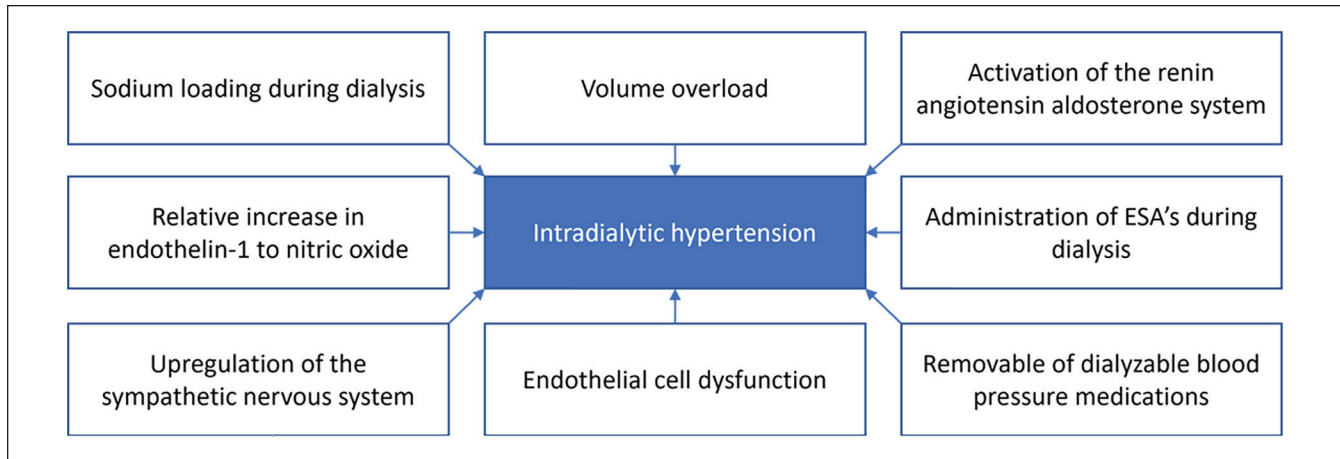 Sodium loading during dialysis
Volume overload
Activation of the renin
angiotensin aldosterone system
Relative increase in
endothelin-1 to nitric oxide
Intradialytic hypertension
Administration of ESA's during
dialysis
Upregulation of the
sympathetic nervous system
Endothelial cell dysfunction
Removable of dialyzable blood
pressure medications